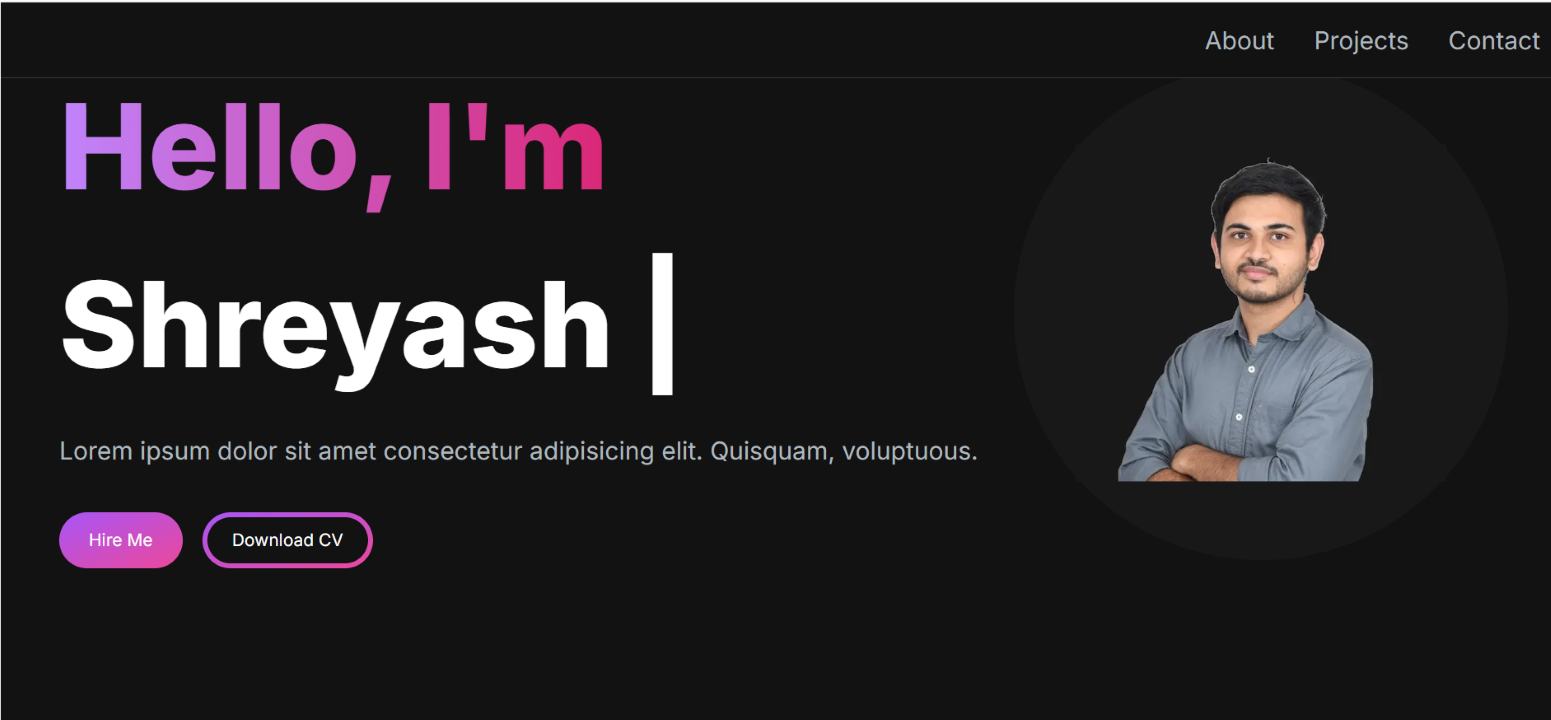 About Projects Contact
Hello, I'm
Shreyash |
Lorem ipsum dolor sit amet consectetur adipisicing elit. Quisquam, voluptuous.
Hire Me Download CV